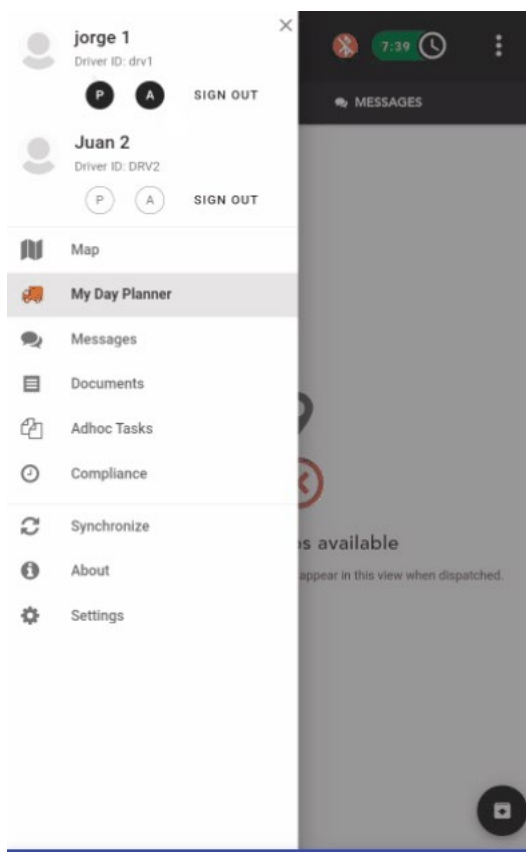 jorge 1
Driver ID: drv1
P A SIGN OUT
Juan 2
Driver ID: DRV2
P A SIGN OUT
7:39
MESSAGES
Map
My Day Planner
Messages
Documents
Adhoc Tasks
Compliance
Synchronize
About
Settings
available
appear in this view when dispatched.